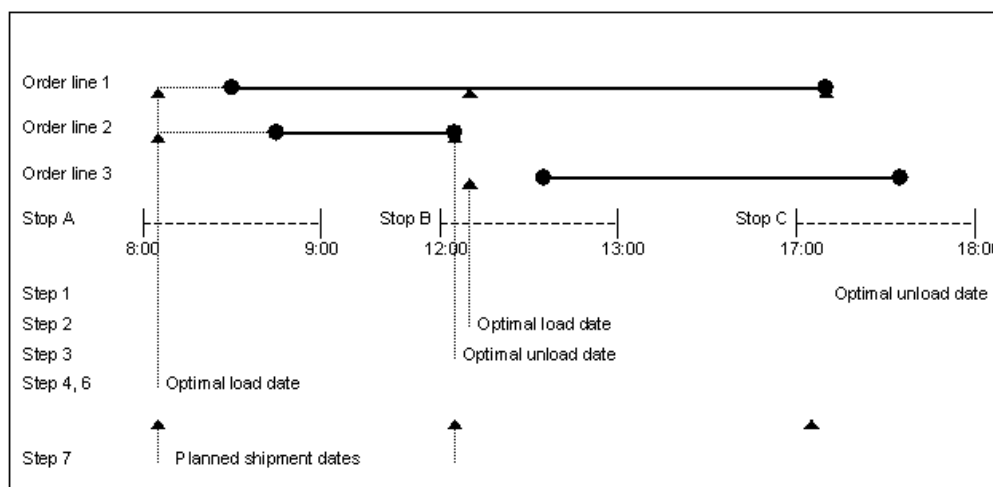 Order line 1
Order line 2
Order line 3
Stop A Stop B Stop C
8:00 9:00 12:00 13:00 17:00 18:00
Step 1 Optimal unload date
Step 2 Optimal load date
Step 3 Optimal unload date
Step 4, 6 Optimal load date
Step 7 Planned shipment dates